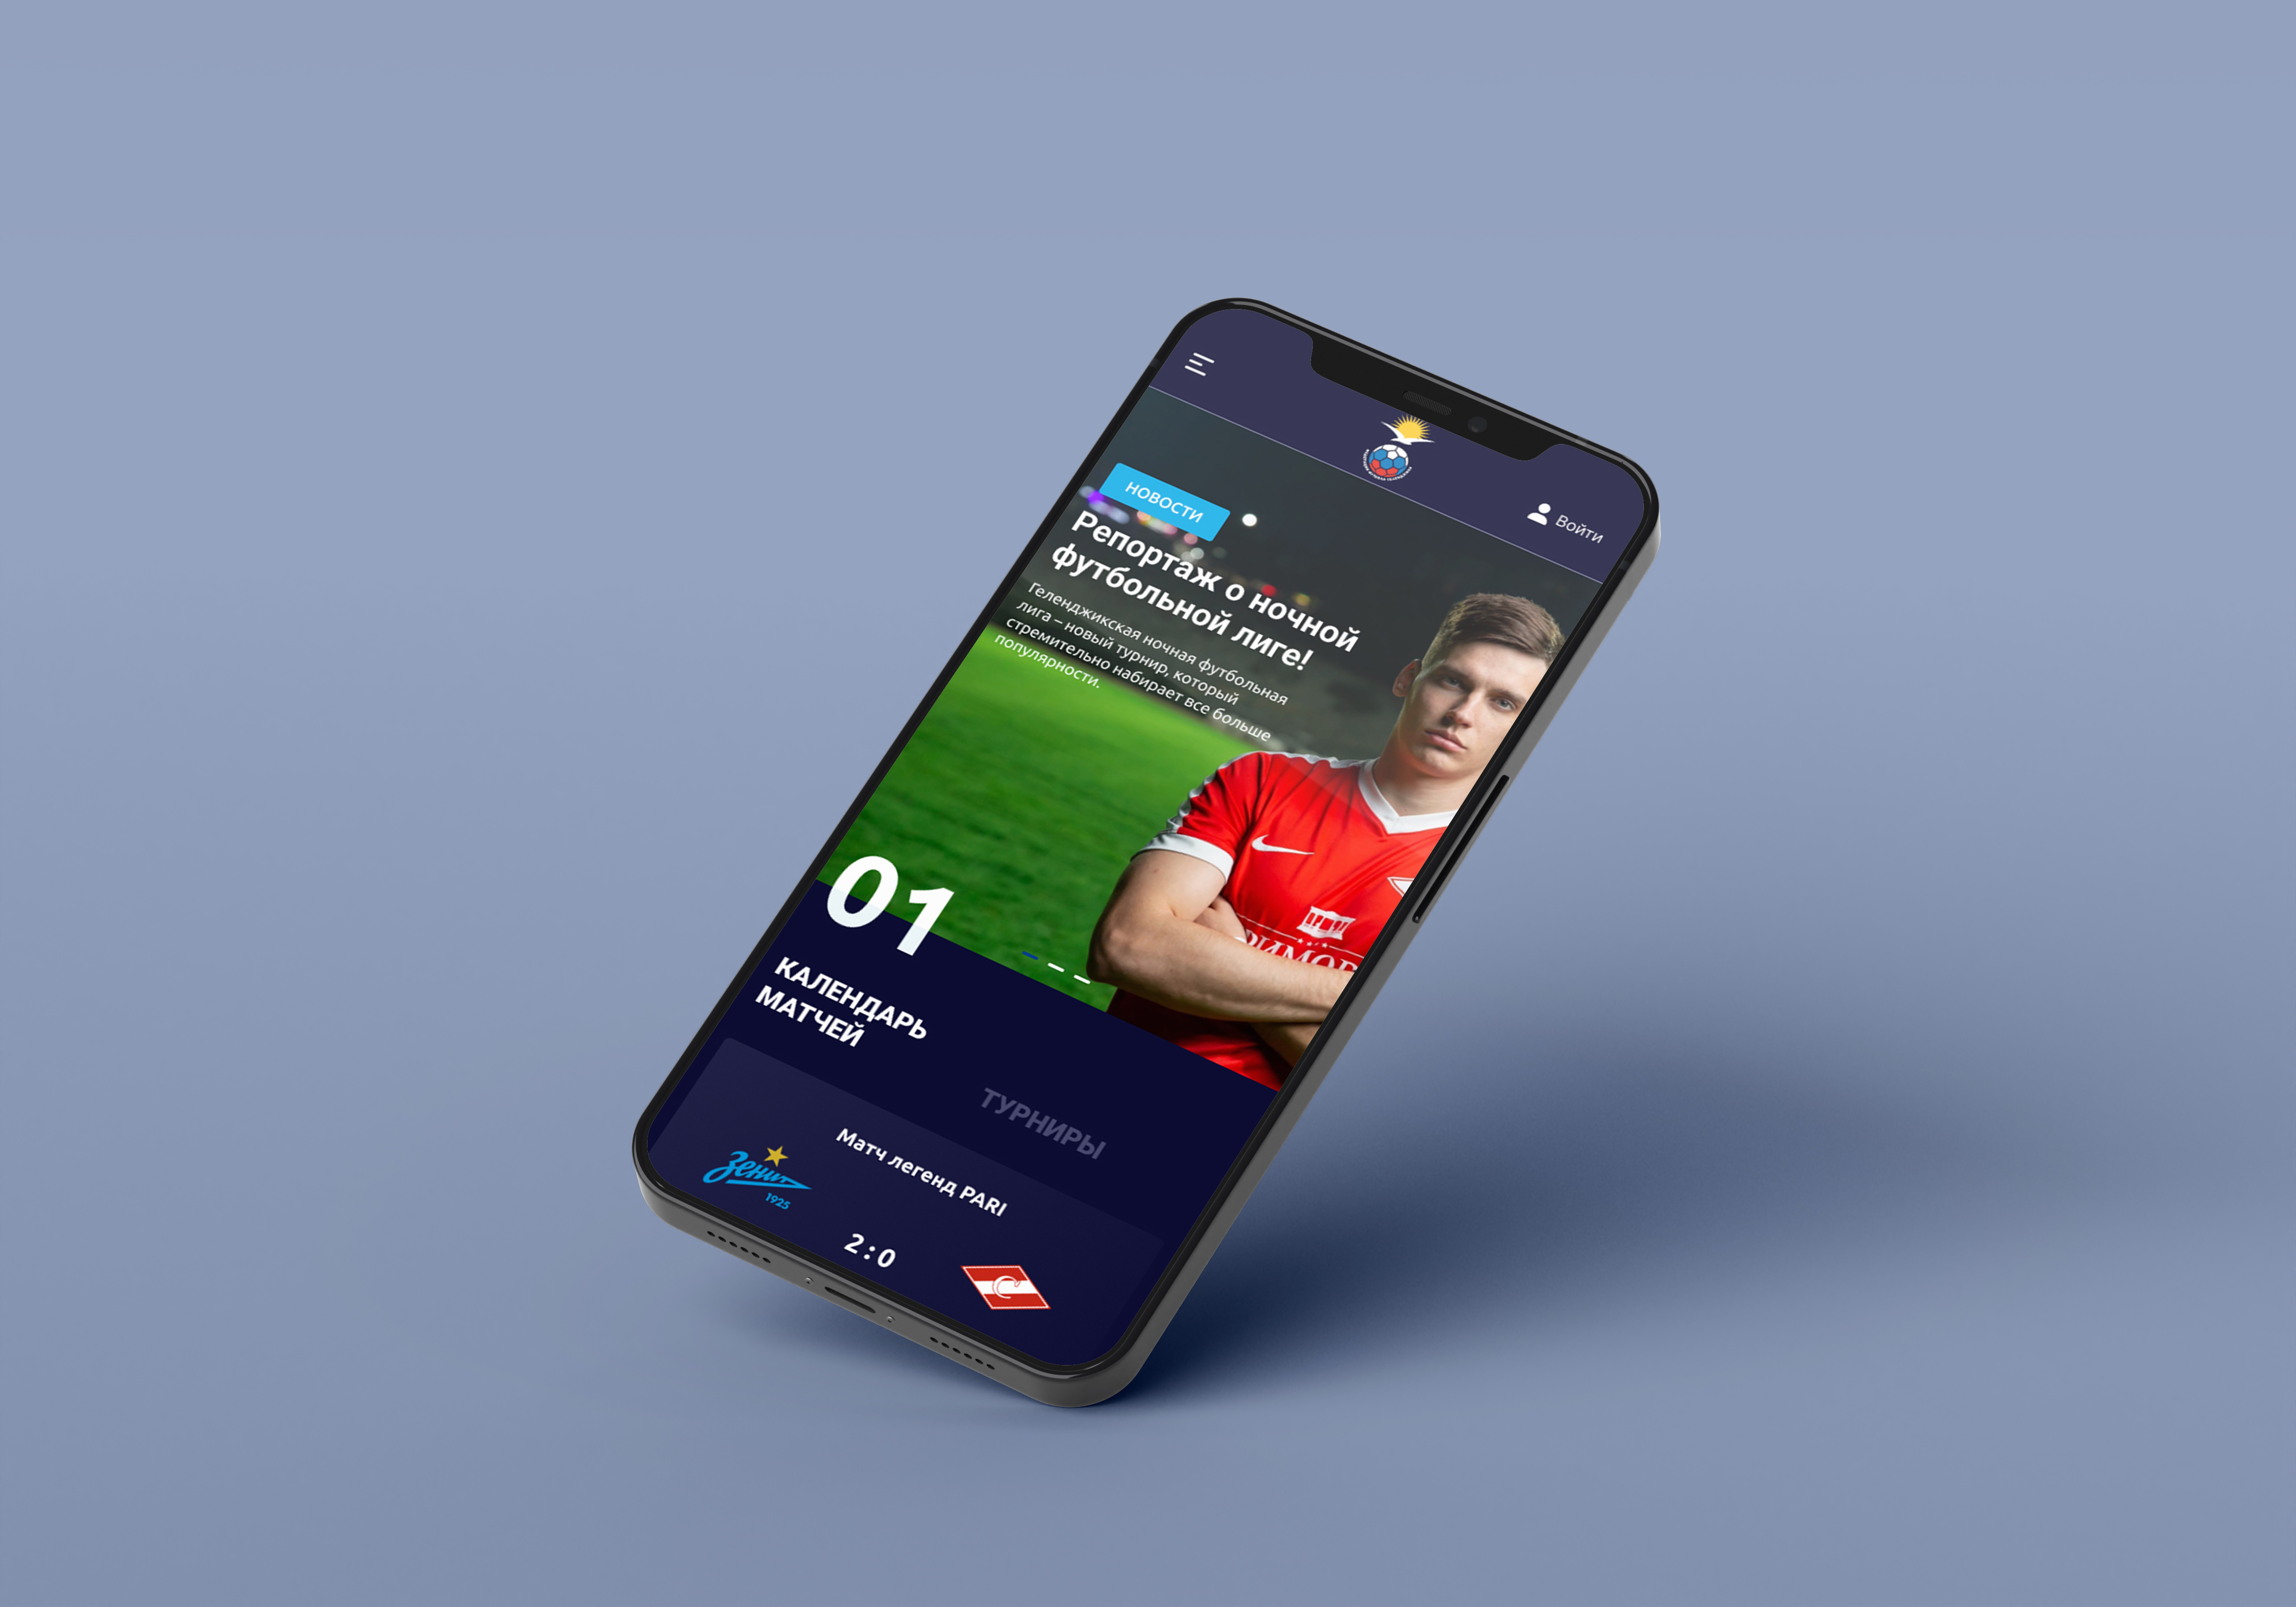 Войти
НОВОСТИ
Репортаж о ночной
футбольной лиге!
Геленджикская ночная футбольная
лига – новый турнир, который
стремительно набирает все больше
популярности.
01
КАЛЕНДАРЬ
МАТЧЕЙ
ТУРНИРЫ
Матч легенд PARI
Зенит
1925
2:0